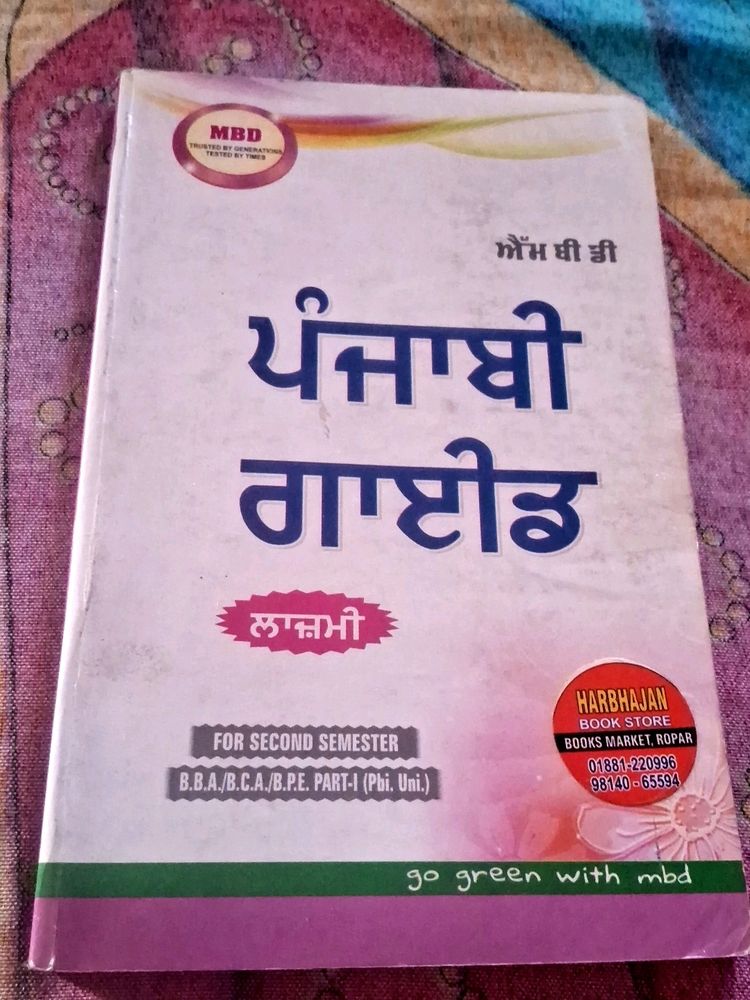 MBD
TRUSTED BY GENERATIONS
TESTED BY TIMES
ਐੱਮ ਬੀ ਡੀ
ਪੰਜਾਬੀ
ਗਾਈਡ
ਲਾਜ਼ਮੀ
FOR SECOND SEMESTER
B.B.A./B.C.A./B.P.E. PART-I (Pbi. Uni.)
HARBHAJAN
BOOK STORE
BOOKS MARKET, ROPAR
01881-220996
98140 - 65594
go green with mbd